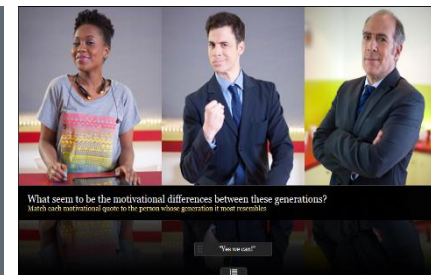 What seem to be the motivational differences between these generations?
Match each motivational quote to the person whose generation it most resembles
"Yes we can!"